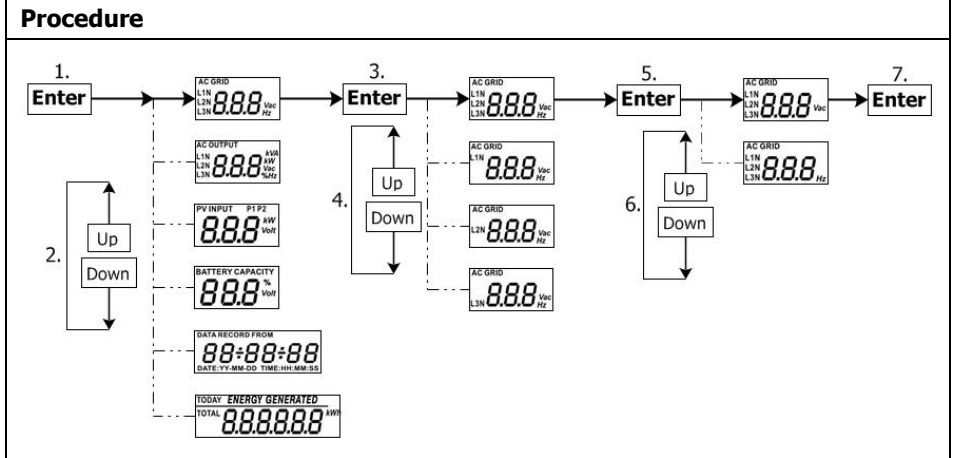 Procedure
1.
Enter
AC GRID
L1N
L2N
L3N
8.8.8 Vac
Hz
3.
Enter
AC GRID
L1N
L2N
L3N
8.8.8 Vac
Hz
5.
Enter
AC GRID
L1N
L2N
L3N
8.8.8 Vac
7.
Enter
2.
Up
Down
AC OUTPUT
L1N
L2N
L3N
8.8.8
kVA
kW
Vac
%Hz
PV INPUT P1 P2
8.8.8
kW
Volt
BATTERY CAPACITY
88.8
%
Volt
DATA RECORD FROM
88:88:88
DATE:YY-MM-DD TIME:HH:MM:SS
TODAY ENERGY GENERATED
TOTAL 8.8.8.8.8.8 kWh
4.
Up
Down
AC GRID
L1N
8.8.8 Vac
Hz
AC GRID
L2N 8.8.8 Vac
Hz
AC GRID
L3N 8.8.8 Vac
Hz
6.
Up
Down
AC GRID
L1N
L2N
L3N
8.8.8 Hz